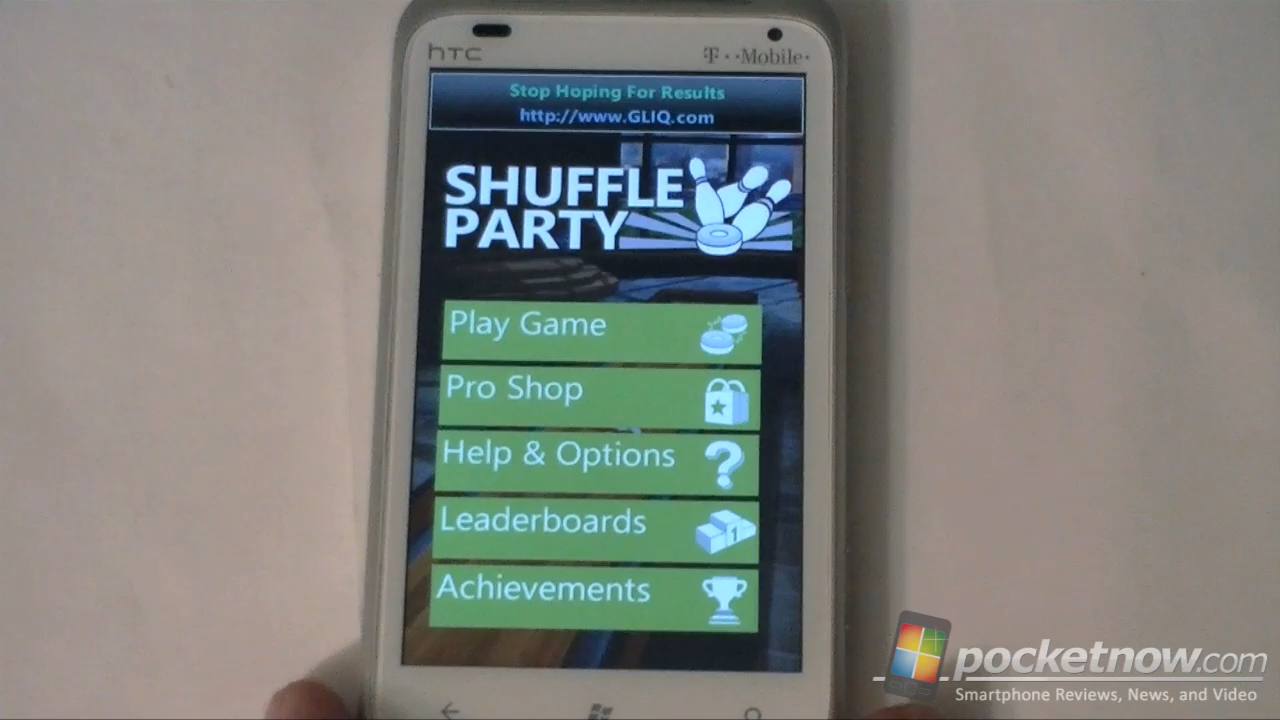 hTC
T··Mobile·
Stop Hoping For Results
http://www.GLIQ.com
SHUFFLE
PARTY
Play Game
Pro Shop
Help & Options
?
Leaderboards
1
Achievements
pocketnow.com
Smartphone Reviews, News, and Video